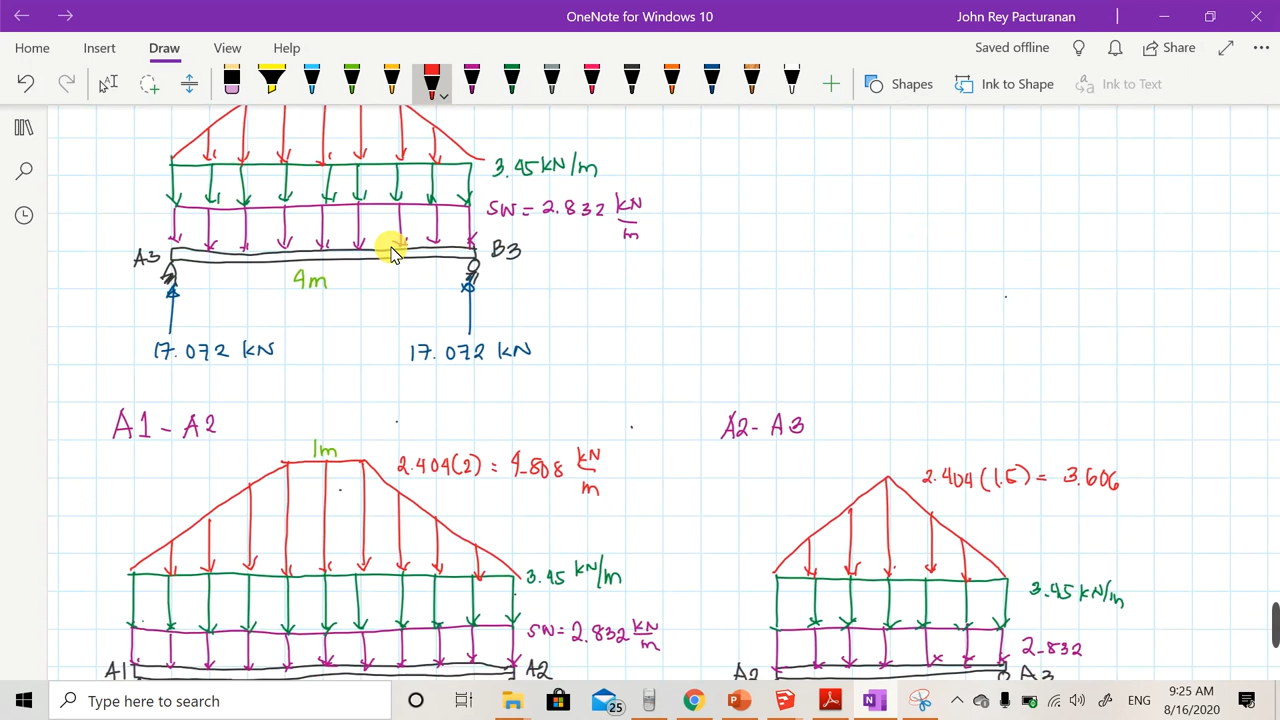 OneNote for Windows 10
John Rey Pacturanan
Home Insert Draw View Help
Saved offline
Share
Shapes
Ink to Shape
Ink to Text
3.45 kN/m
SW = 2.832 kN/m
A3
B3
4m
17.072 kN
17.072 kN
A1 - A2
A2 - A3
1m
2.404(2) = 4.808 kN/m
2.404(1.5) = 3.606
3.45 kN/m
3.45 kN/m
SW = 2.832 kN/m
2.832
A1
A2
A2
A3
Type here to search
25
ENG
9:25 AM
8/16/2020